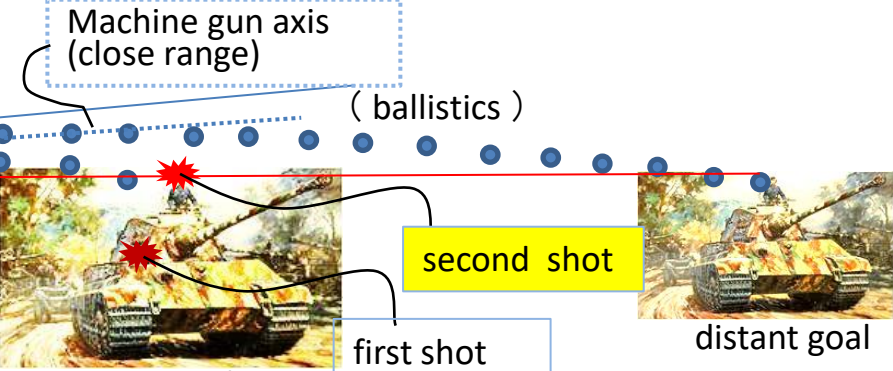 Machine gun axis
(close range)
（ ballistics ）
second shot
distant goal
first shot